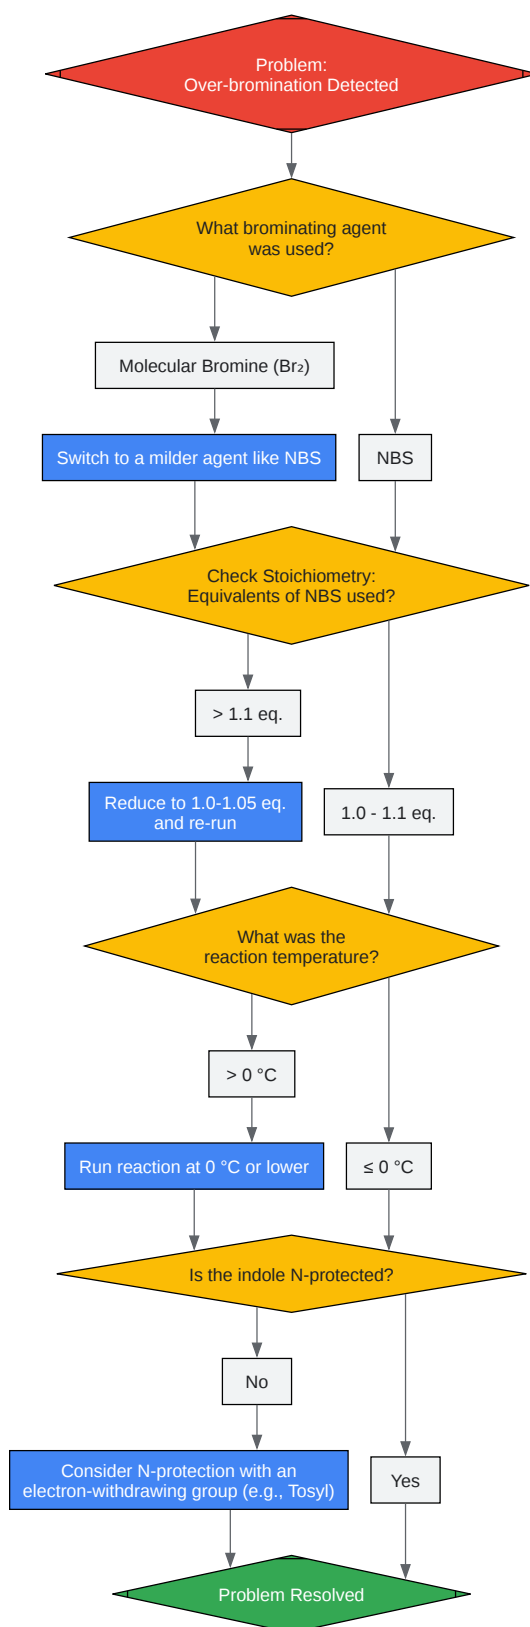 Problem:
Over-bromination Detected
What brominating agent
was used?
Molecular Bromine (Br₂)
Switch to a milder agent like NBS
NBS
Check Stoichiometry:
Equivalents of NBS used?
> 1.1 eq.
Reduce to 1.0-1.05 eq.
and re-run
1.0 - 1.1 eq.
What was the
reaction temperature?
> 0 °C
Run reaction at 0 °C or lower
≤ 0 °C
Is the indole N-protected?
No
Consider N-protection with an
electron-withdrawing group (e.g., Tosyl)
Yes
Problem Resolved